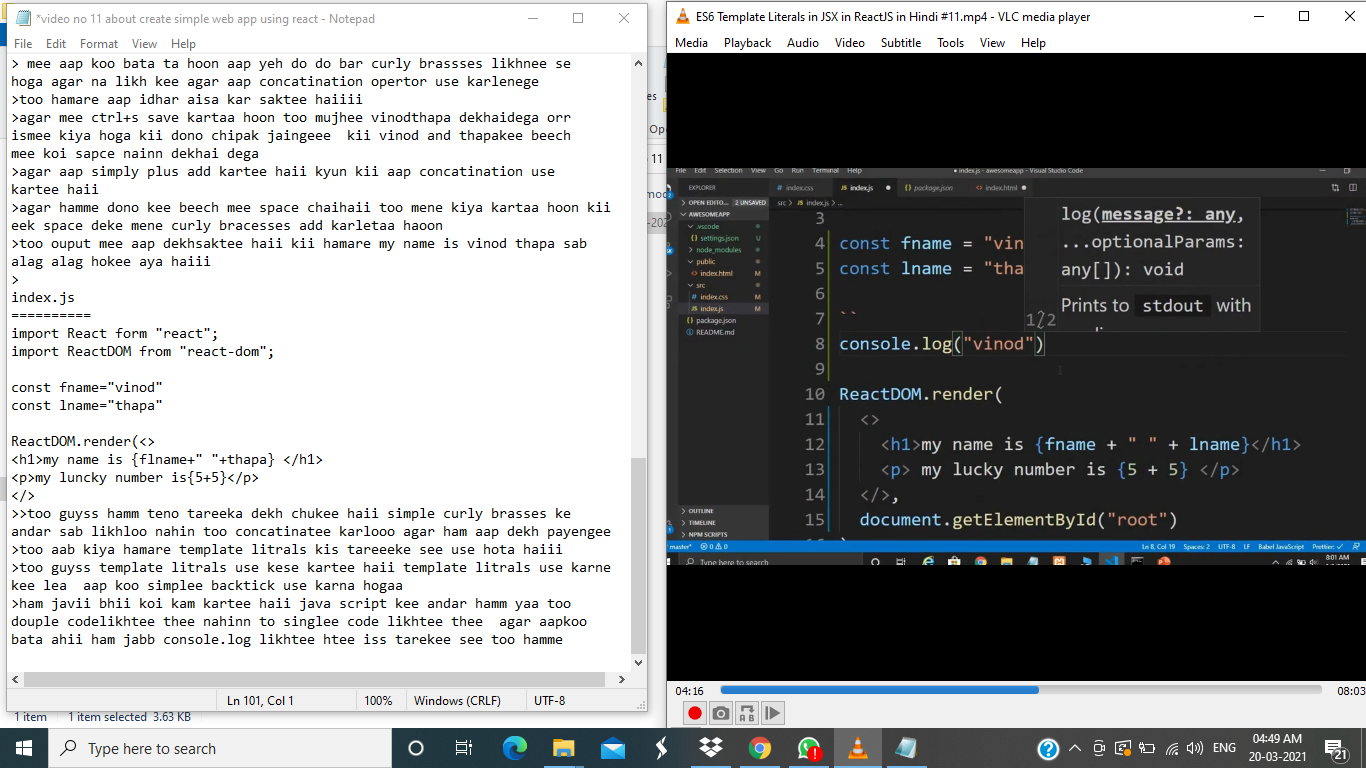 *video no 11 about create simple web app using react - Notepad
File Edit Format View Help
> mee aap koo bata ta hoon aap yeh do do bar curly brassses likhnee se
hoga agar na likh kee agar aap concatination opertor use karlenege
>too hamare aap idhar aisa kar saktee haiiii
>agar mee ctrl+s save kartaa hoon too mujhee vinodthapa dekhaidega orr
ismee kiya hoga kii dono chipak jaingeee  kii vinod and thapakee beech
mee koi sapce nainn dekhai dega
>agar aap simply plus add kartee haii kyun kii aap concatination use
kartee haii
>agar hamme dono kee beech mee space chaihaii too mene kiya kartaa hoon kii
eek space deke mene curly bracesses add karletaa haoon
>too ouput mee aap dekhsaktee haii kii hamare my name is vinod thapa sab
alag alag hokee aya haiii
>
index.js
==========
import React form "react";
import ReactDOM from "react-dom";
const fname="vinod"
const lname="thapa"
ReactDOM.render(<>
<h1>my name is {flname+" "+thapa} </h1>
<p>my luncky number is{5+5}</p>
</>
>>too guyss hamm teno tareeka dekh chukee haii simple curly brasses ke
andar sab likhloo nahin too concatinatee karlooo agar ham aap dekh payengee
>too aab kiya hamare template litrals kis tareeeke see use hota haiii
>too guyss template litrals use kese kartee haii template litrals use karne
kee lea  aap koo simplee backtick use karna hogaa
>ham javii bhii koi kam kartee haii java script kee andar hamm yaa too
douple codelikhtee thee nahinn to singlee code likhtee thee  agar aapkoo
bata ahii ham jabb console.log likhtee htee iss tarekee see too hamme
Ln 101, Col 1 100% Windows (CRLF) UTF-8
1 item 1 item selected 3.63 KB
es
Op
11
mod
-202
ES6 Template Literals in JSX in ReactJS in Hindi #11.mp4 - VLC media player
Media Playback Audio Video Subtitle Tools View Help
File Edit Selection View Go Run Terminal Help
● index.js - awesomeapp - Visual Studio Code
EXPLORER
index.css
index.js ●
package.json
index.html ●
OPEN EDITORS 2 UNSAVED
src > index.js > ...
AWESOMEAPP
.vscode
settings.json U
node_modules
public
index.html M
src
index.css M
index.js M
package.json M
README.md
OUTLINE
TIMELINE
NPM SCRIPTS
3
4 const fname = "vin
5 const lname = "tha
6
7 ``
8 console.log("vinod")
9
10 ReactDOM.render(
11 <>
12 <h1>my name is {fname + " " + lname}</h1>
13 <p> my lucky number is {5 + 5} </p>
14 </>,
15 document.getElementById("root")
log(message?: any,
...optionalParams:
any[]): void
Prints to stdout with
1/2
master* 0 0 Ln 8, Col 19 Spaces: 2 UTF-8 LF Babel JavaScript Prettier: ✓
Type here to search
8:01 AM
04:16 08:03
Type here to search
ENG
04:49 AM
20-03-2021
21